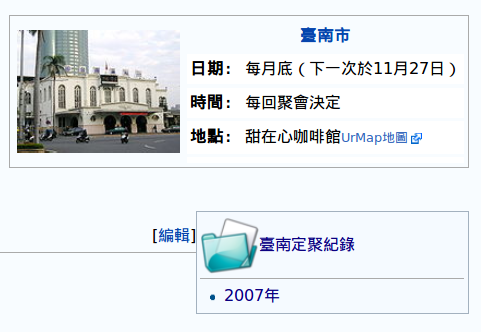 臺南市
日期： 每月底（下一次於11月27日）
時間： 每回聚會決定
地點： 甜在心咖啡館UrMap地圖
[編輯]
臺南定聚紀錄
2007年